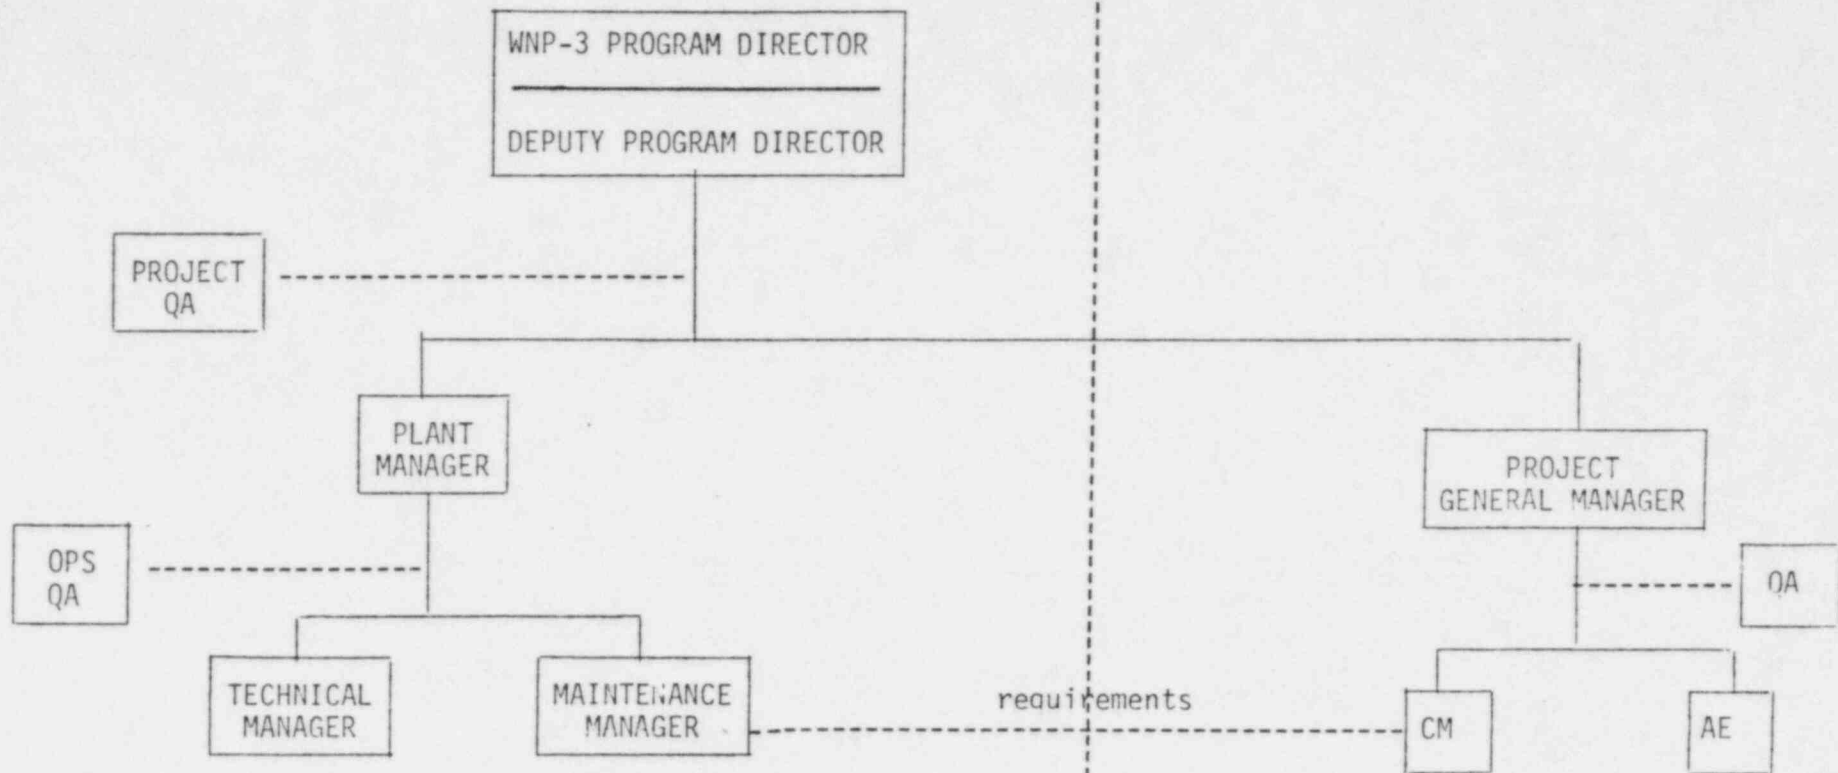 WNP-3 PROGRAM DIRECTOR
DEPUTY PROGRAM DIRECTOR
PROJECT
QA
PLANT
MANAGER
PROJECT
GENERAL MANAGER
OPS
QA
QA
TECHNICAL
MANAGER
MAINTENANCE
MANAGER
requirements
CM
AE